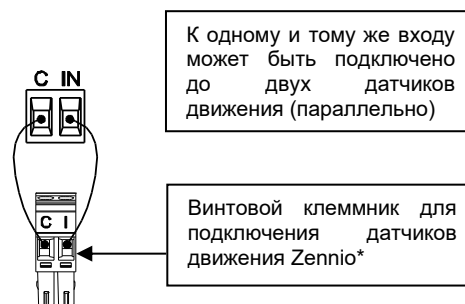 К одному и тому же входу
может быть подключено
до двух датчиков
движения (параллельно)
C IN
C I
Винтовой клеммник для
подключения датчиков
движения Zennio*